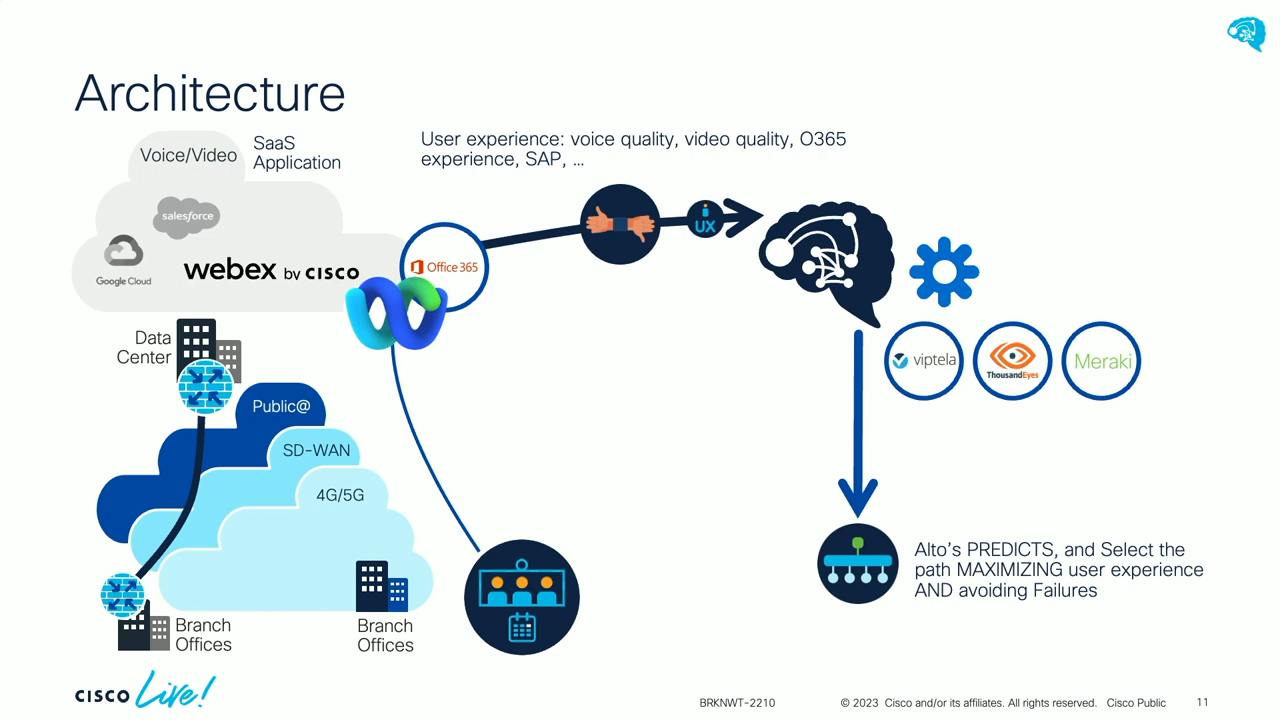 Architecture
Voice/Video
SaaS
Application
User experience: voice quality, video quality, O365
experience, SAP, ...
salesforce
Google Cloud
webex by CISCO
Office 365
UX
viptela
ThousandEyes
Meraki
Data
Center
Public@
SD-WAN
4G/5G
Alto's PREDICTS, and Select the
path MAXIMIZING user experience
AND avoiding Failures
Branch
Offices
Branch
Offices
CISCO Live!
BRKNWT-2210
© 2023 Cisco and/or its affiliates. All rights reserved. Cisco Public
11